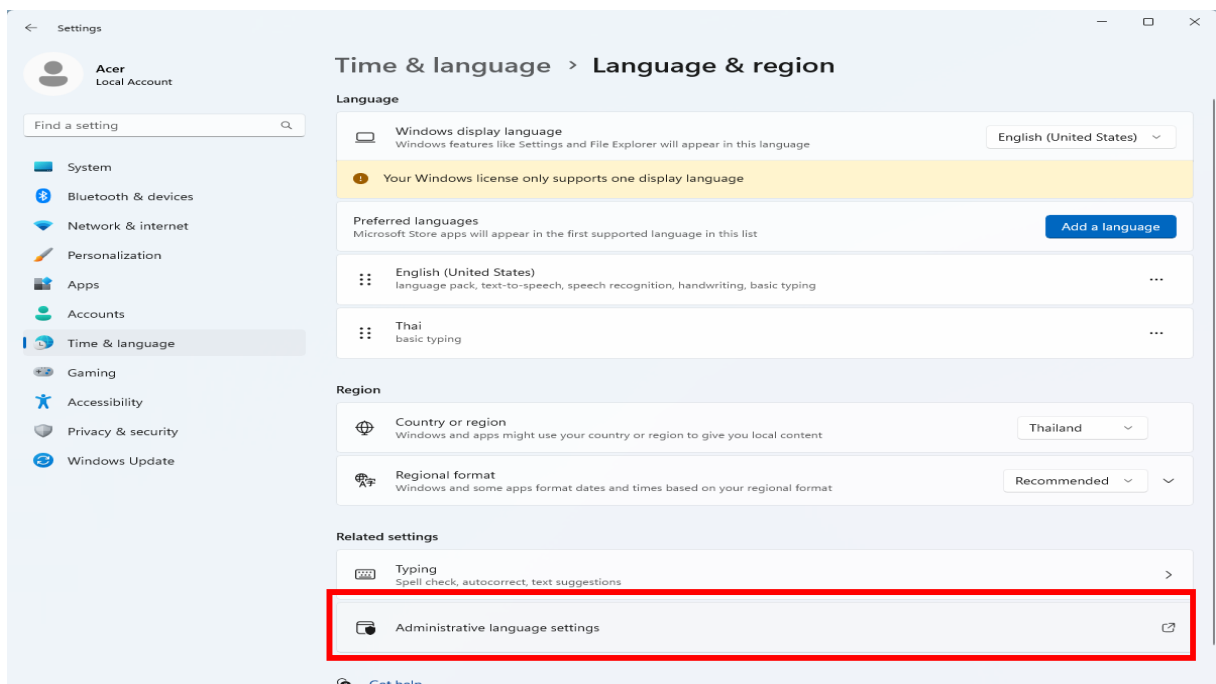 Settings
Acer
Local Account
Find a setting
System
Bluetooth & devices
Network & internet
Personalization
Apps
Accounts
Time & language
Gaming
Accessibility
Privacy & security
Windows Update
Time & language > Language & region
Language
Windows display language
Windows features like Settings and File Explorer will appear in this language
English (United States)
Your Windows license only supports one display language
Preferred languages
Microsoft Store apps will appear in the first supported language in this list
Add a language
English (United States)
language pack, text-to-speech, speech recognition, handwriting, basic typing
Thai
basic typing
Region
Country or region
Windows and apps might use your country or region to give you local content
Thailand
Regional format
Windows and some apps format dates and times based on your regional format
Recommended
Related settings
Typing
Spell check, autocorrect, text suggestions
Administrative language settings
Get help